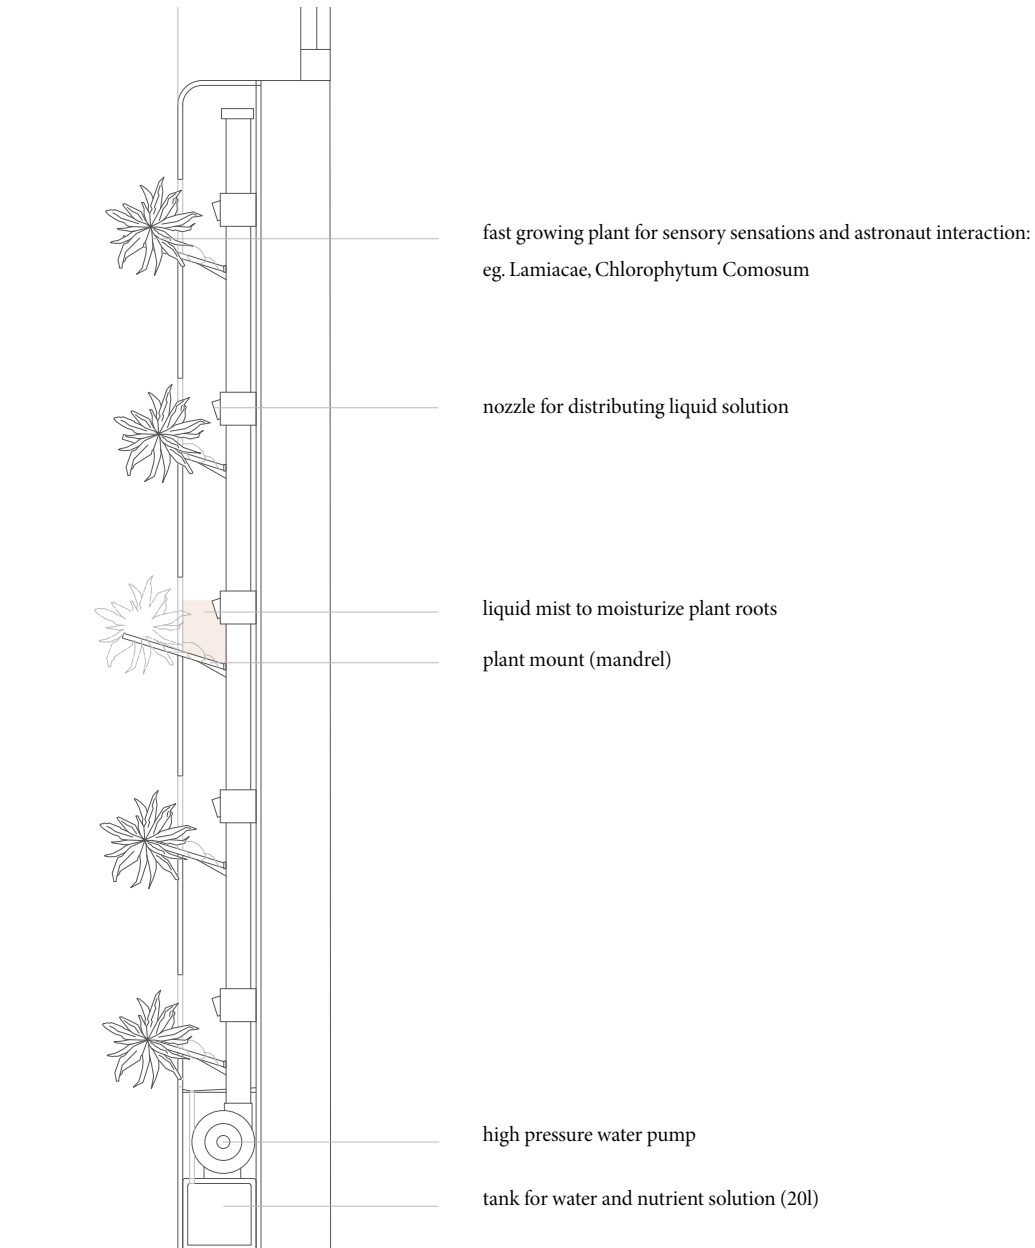 fast growing plant for sensory sensations and astronaut interaction:
eg. Lamiacae, Chlorophytum Comosum
nozzle for distributing liquid solution
liquid mist to moisturize plant roots
plant mount (mandrel)
high pressure water pump
tank for water and nutrient solution (20l)